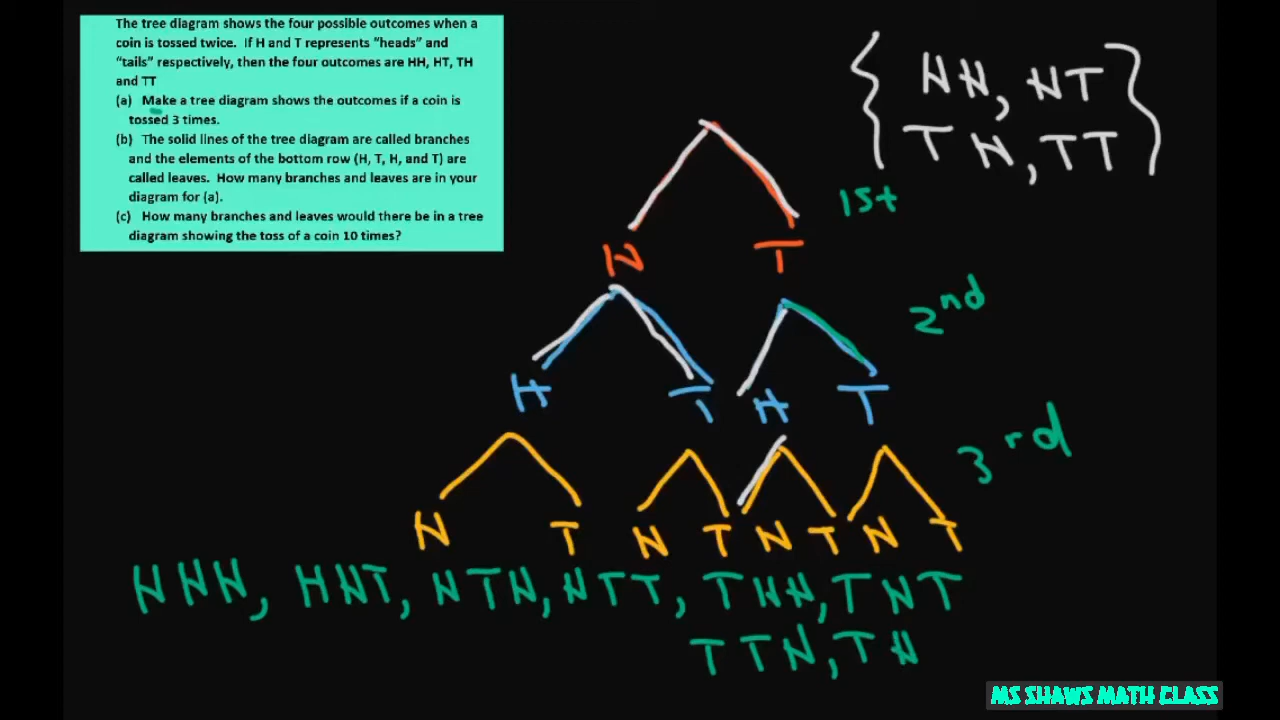 The tree diagram shows the four possible outcomes when a
coin is tossed twice. If H and T represents “heads” and
“tails” respectively, then the four outcomes are HH, HT, TH
and TT
(a) Make a tree diagram shows the outcomes if a coin is
tossed 3 times.
(b) The solid lines of the tree diagram are called branches
and the elements of the bottom row (H, T, H, and T) are
called leaves. How many branches and leaves are in your
diagram for (a).
(c) How many branches and leaves would there be in a tree
diagram showing the toss of a coin 10 times?
{ HH, HT
TH, TT }
1st
H T
2nd
H T H T
3rd
H T H T H T H T
HHH, HHT, HTH, HTT, THH, THT
TTH, TH
MS SHAWS MATH CLASS